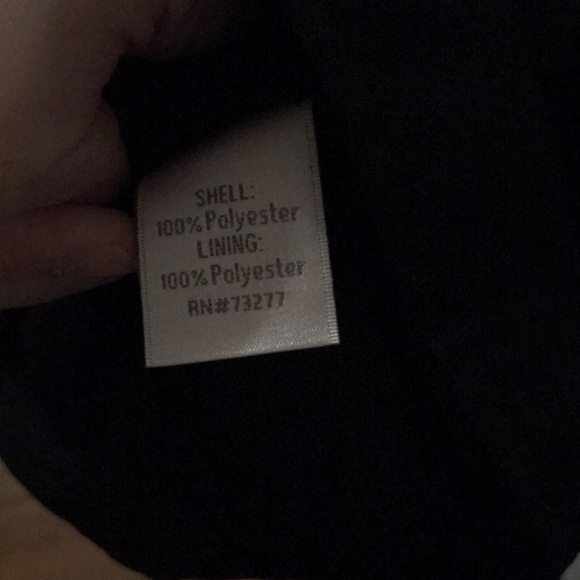 SHELL:
100% Polyester
LINING:
100% Polyester
RN#73277